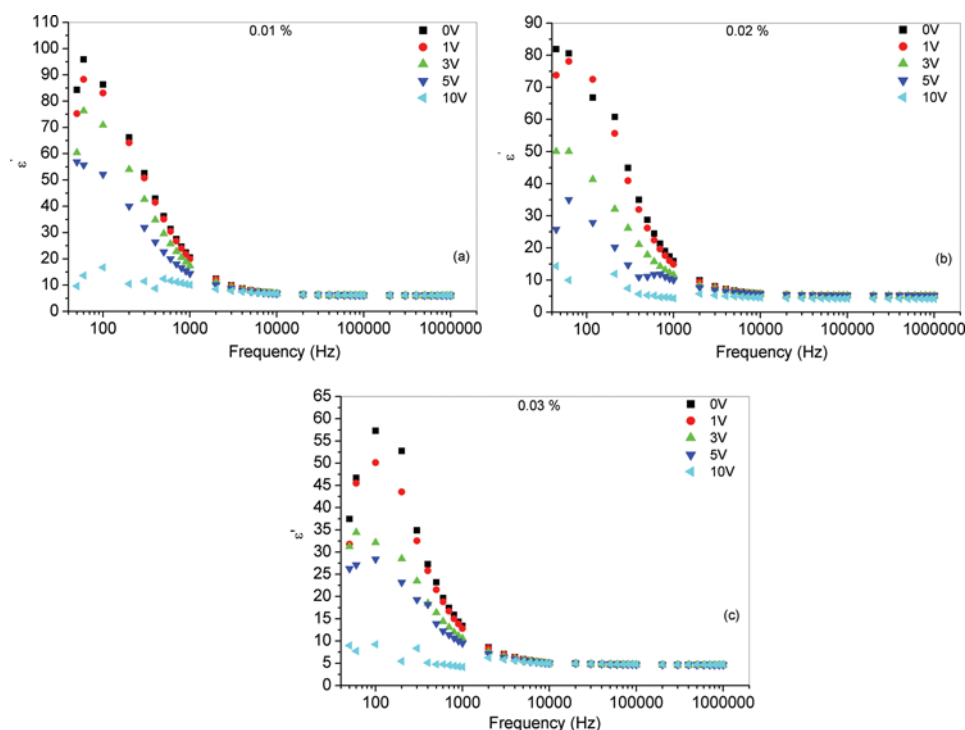 0.01 %
0V
1V
3V
5V
10V
110
100
90
80
70
60
50
40
30
20
10
0
ε'
(a)
100 1000 10000 100000 1000000
Frequency (Hz)
0.02 %
0V
1V
3V
5V
10V
90
80
70
60
50
40
30
20
10
0
ε'
(b)
100 1000 10000 100000 1000000
Frequency (Hz)
0.03 %
0V
1V
3V
5V
10V
65
60
55
50
45
40
35
30
25
20
15
10
5
0
ε'
(c)
100 1000 10000 100000 1000000
Frequency (Hz)